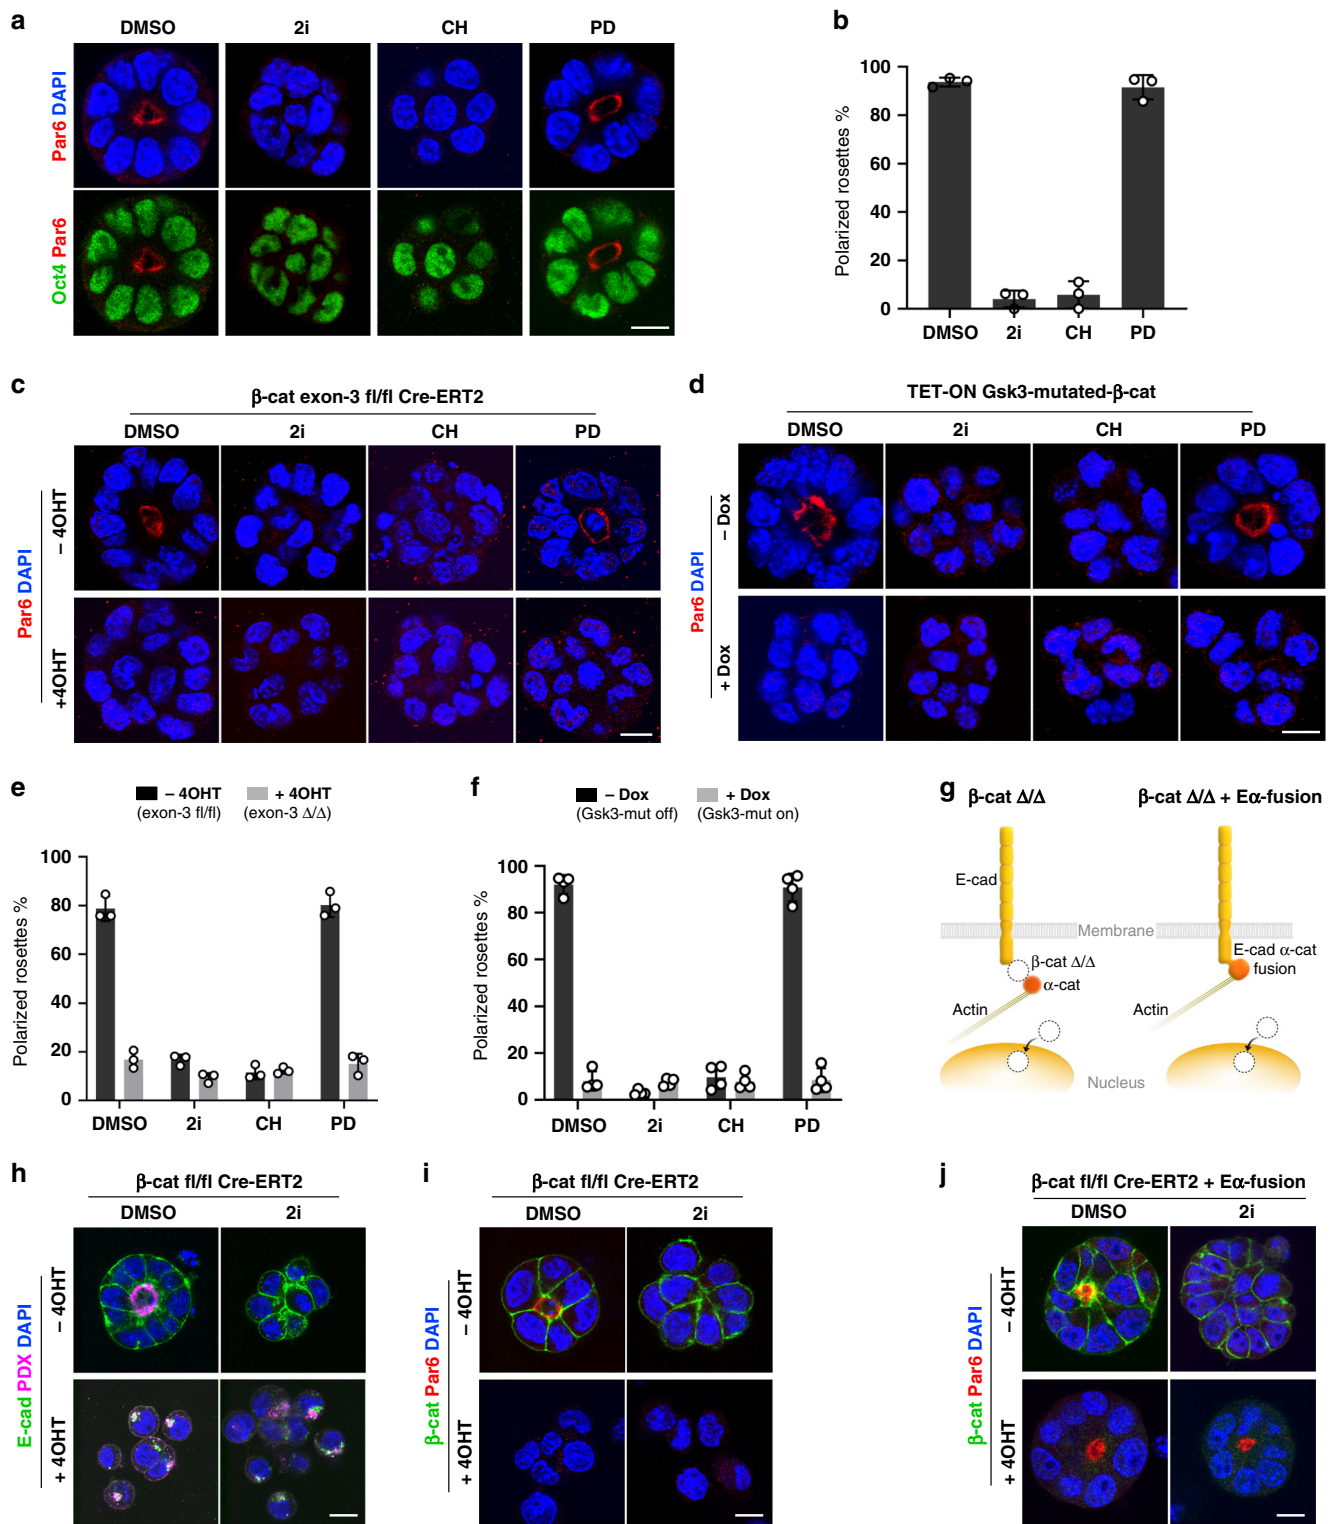 a
DMSO 2i CH PD
Par6 DAPI
Oct4 Par6
b
Polarized rosettes %
100
80
60
40
20
0
DMSO 2i CH PD
c
β-cat exon-3 fl/fl Cre-ERT2
DMSO 2i CH PD
Par6 DAPI
– 4OHT
+4OHT
d
TET-ON Gsk3-mutated-β-cat
DMSO 2i CH PD
Par6 DAPI
– Dox
+ Dox
e
– 4OHT + 4OHT
(exon-3 fl/fl) (exon-3 Δ/Δ)
Polarized rosettes %
100
80
60
40
20
0
DMSO 2i CH PD
f
– Dox + Dox
(Gsk3-mut off) (Gsk3-mut on)
Polarized rosettes %
100
80
60
40
20
0
DMSO 2i CH PD
g
β-cat Δ/Δ β-cat Δ/Δ + Eα-fusion
E-cad
Membrane
β-cat Δ/Δ
α-cat
E-cad α-cat
fusion
Actin Actin
Nucleus
h
β-cat fl/fl Cre-ERT2
DMSO 2i
E-cad PDX DAPI
– 4OHT
+ 4OHT
i
β-cat fl/fl Cre-ERT2
DMSO 2i
β-cat Par6 DAPI
– 4OHT
+ 4OHT
j
β-cat fl/fl Cre-ERT2 + Eα-fusion
DMSO 2i
β-cat Par6 DAPI
– 4OHT
+ 4OHT